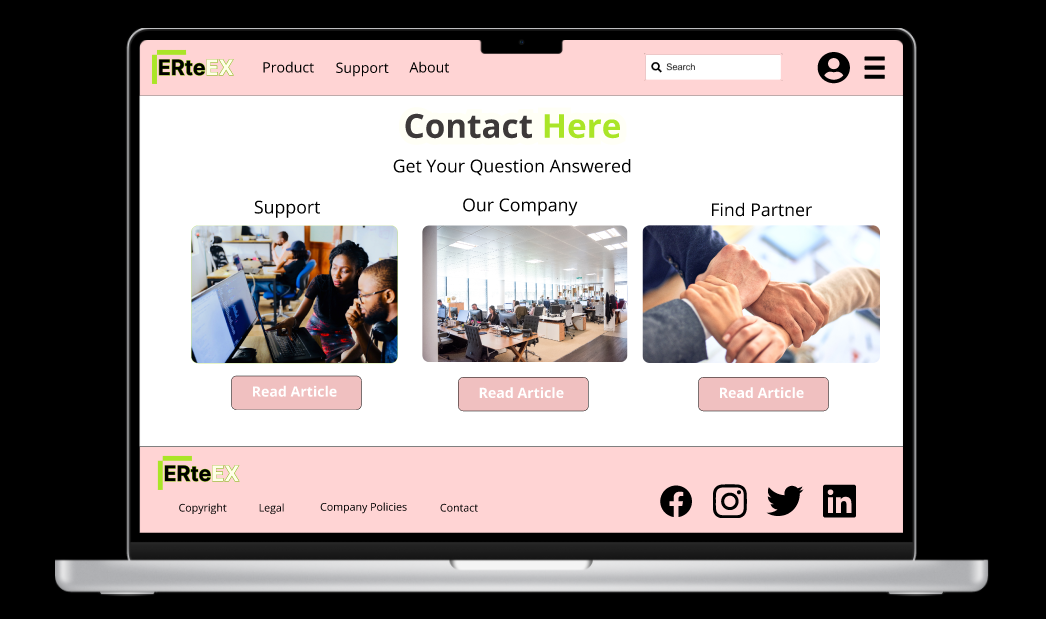 ERteEX
Product Support About
Search
Contact Here
Get Your Question Answered
Support Our Company Find Partner
Read Article Read Article Read Article
ERteEX
Copyright Legal Company Policies Contact